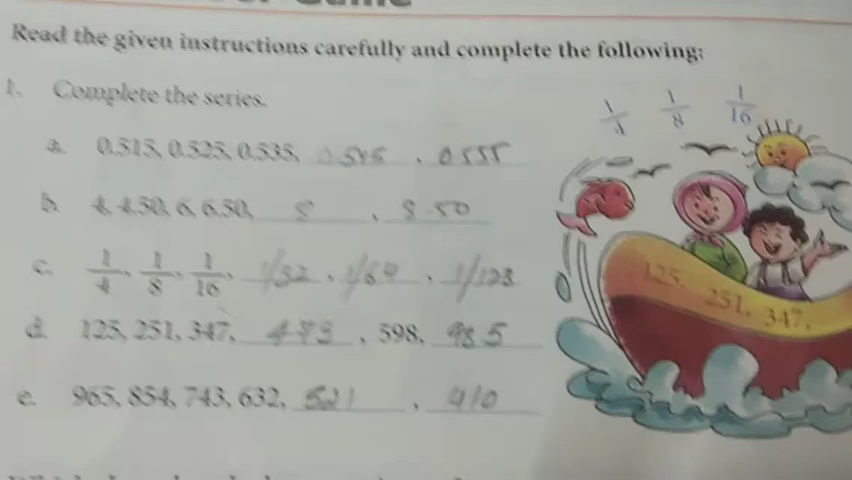 Read the given instructions carefully and complete the following:
1. Complete the series.
1/4 1/8 1/16
a. 0.515, 0.525, 0.535, 0.545, 0.555
b. 4, 4.50, 6, 6.50, 8, 8.50
c. 1/4, 1/8, 1/16, 1/32, 1/64, 1/128
d. 125, 251, 347, 473, 598,
125, 251, 347,
e. 965, 854, 743, 632, 521, 410